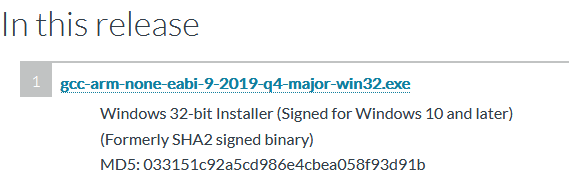 In this release
1
gcc-arm-none-eabi-9-2019-q4-major-win32.exe
Windows 32-bit Installer (Signed for Windows 10 and later)
(Formerly SHA2 signed binary)
MD5: 033151c92a5cd986e4cbea058f93d91b